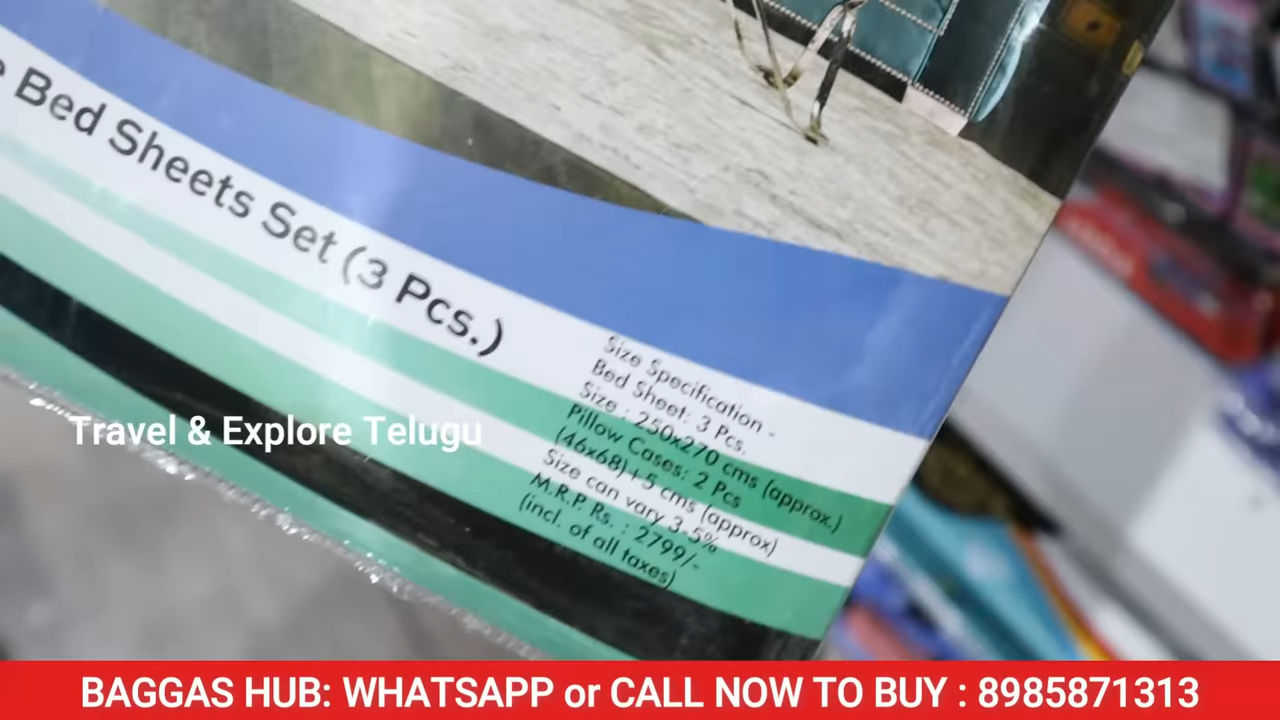 Bed Sheets Set (3 Pcs.)
Size Specification -
Bed Sheet: 3 Pcs.
Size : 250x270 cms (approx.)
Pillow Cases: 2 Pcs
(46x68)+5 cms (approx)
Size can vary 3-5%
M.R.P. Rs. : 2799/-
(incl. of all taxes)
Travel & Explore Telugu
BAGGAS HUB: WHATSAPP or CALL NOW TO BUY : 8985871313